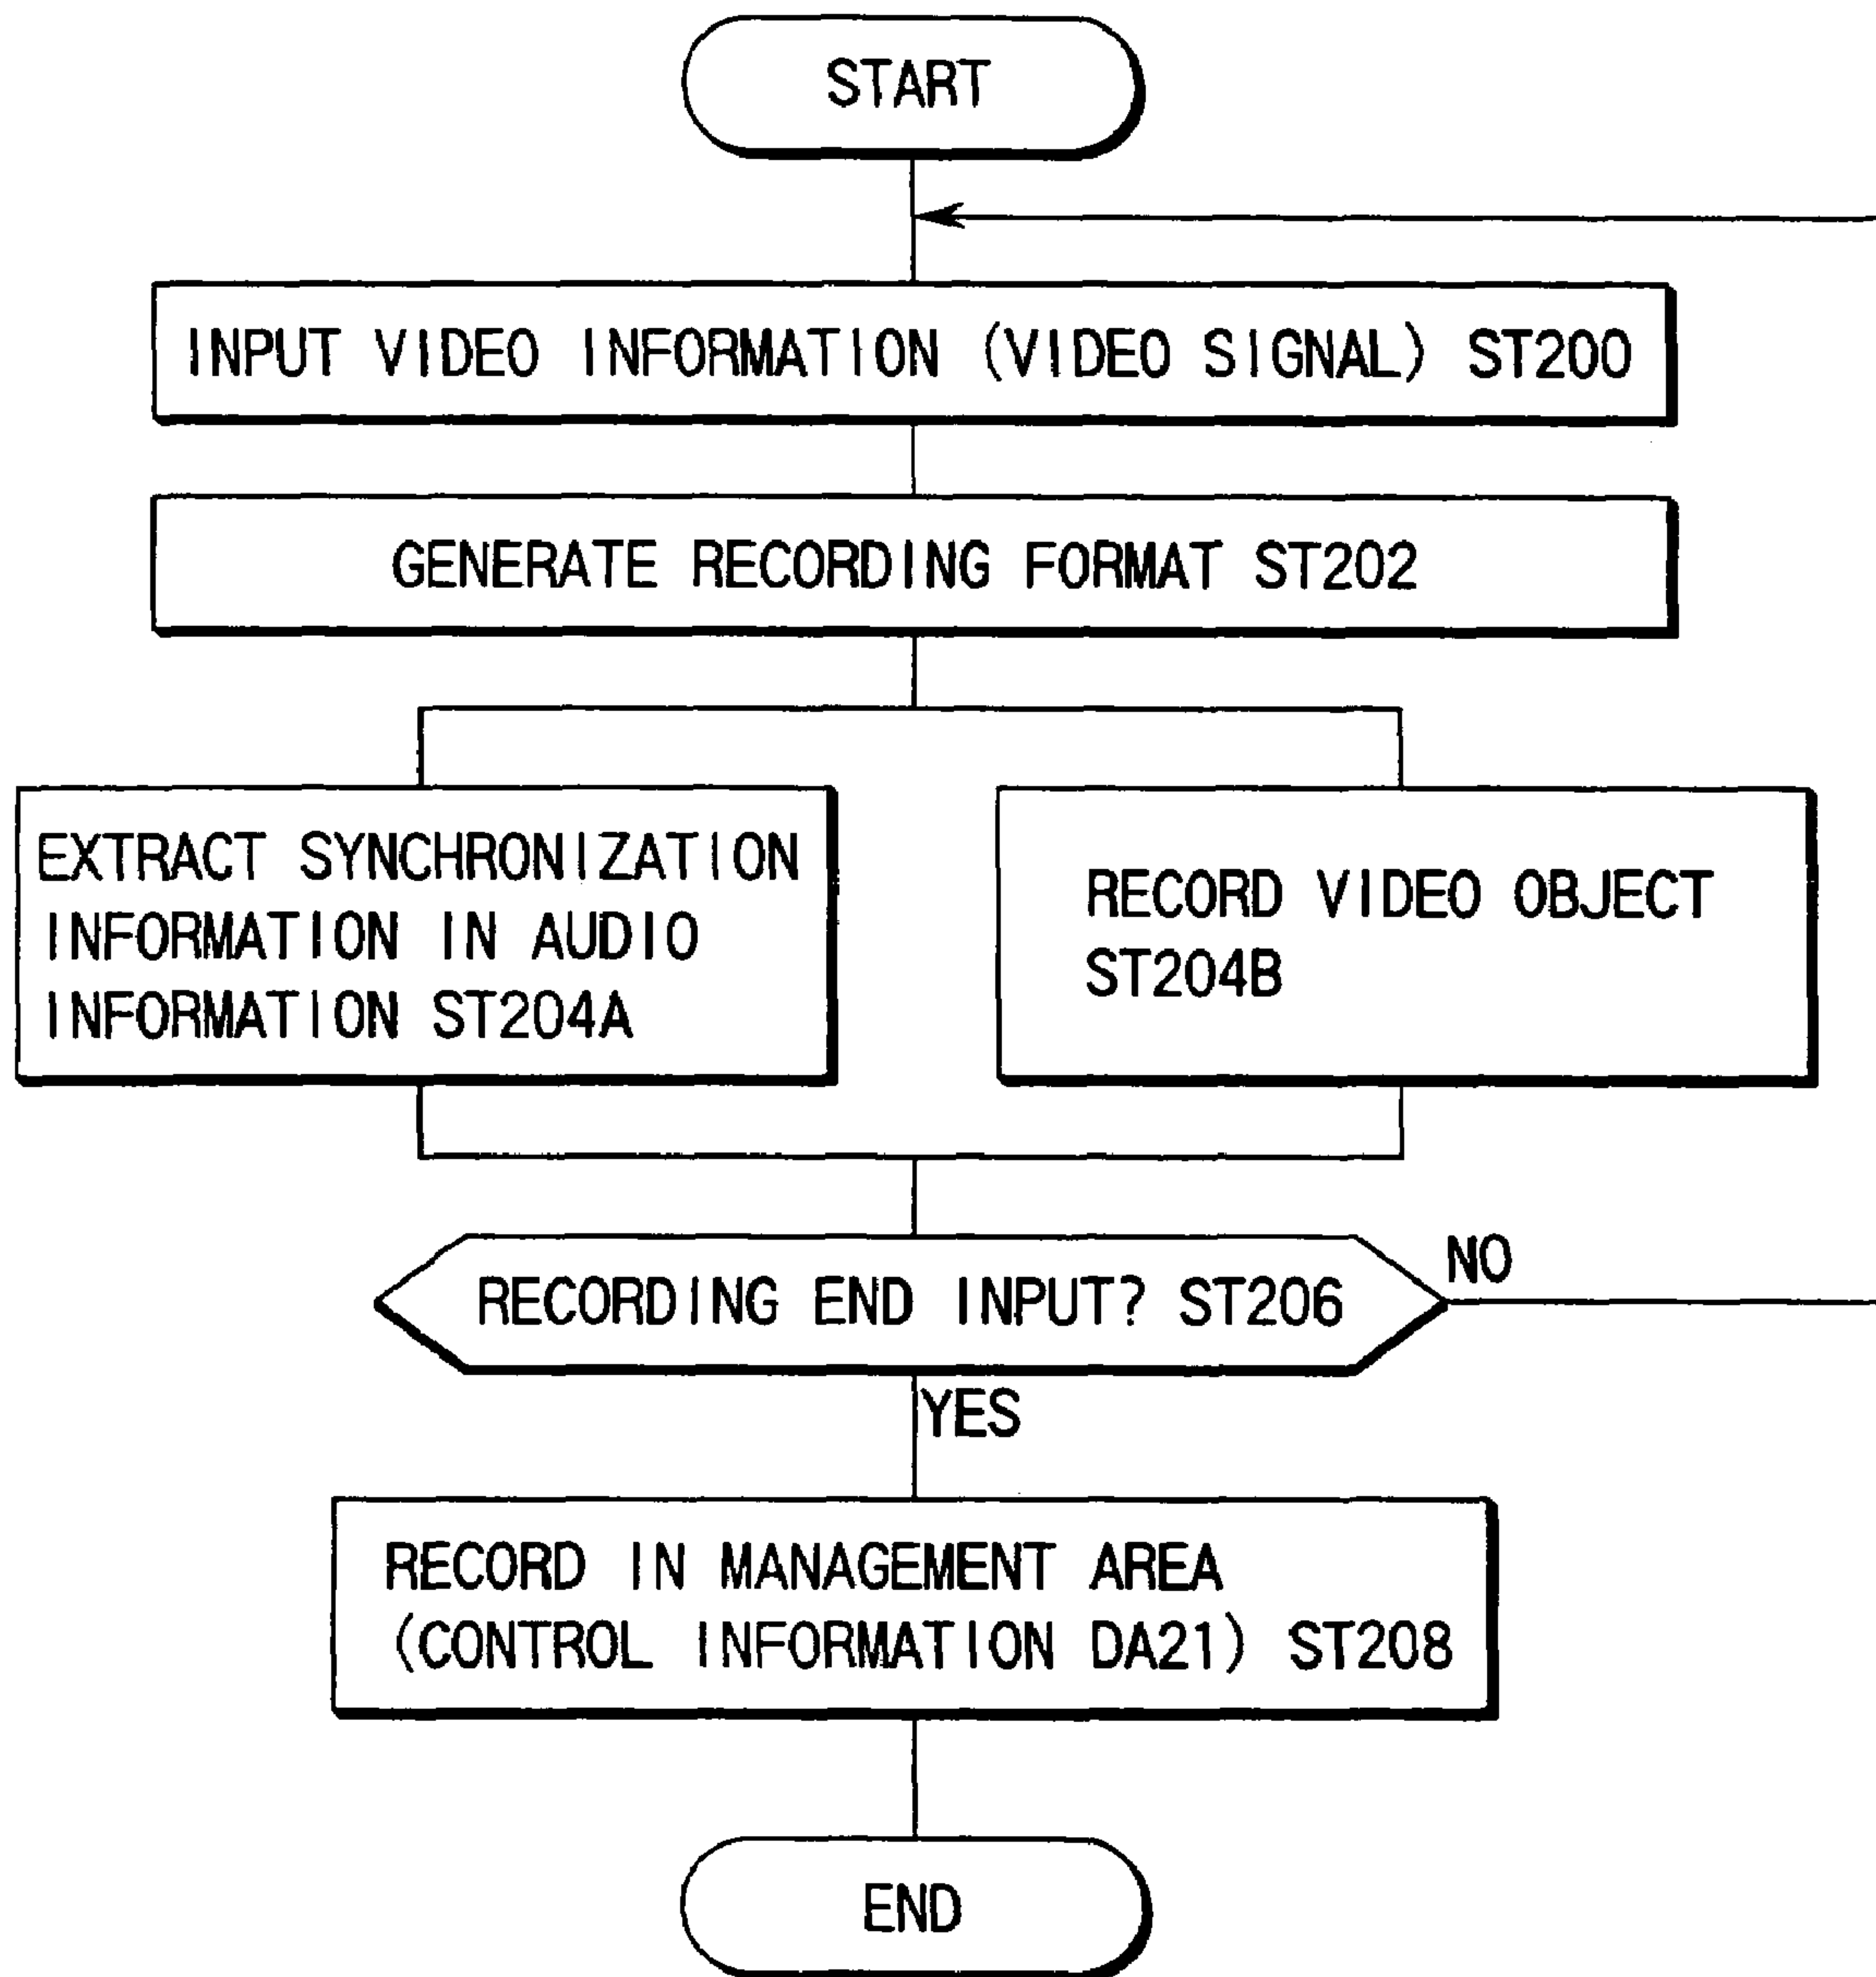 START
INPUT VIDEO INFORMATION (VIDEO SIGNAL) ST200
GENERATE RECORDING FORMAT ST202
EXTRACT SYNCHRONIZATION
INFORMATION IN AUDIO
INFORMATION ST204A
RECORD VIDEO OBJECT
ST204B
RECORDING END INPUT? ST206
NO
YES
RECORD IN MANAGEMENT AREA
(CONTROL INFORMATION DA21) ST208
END